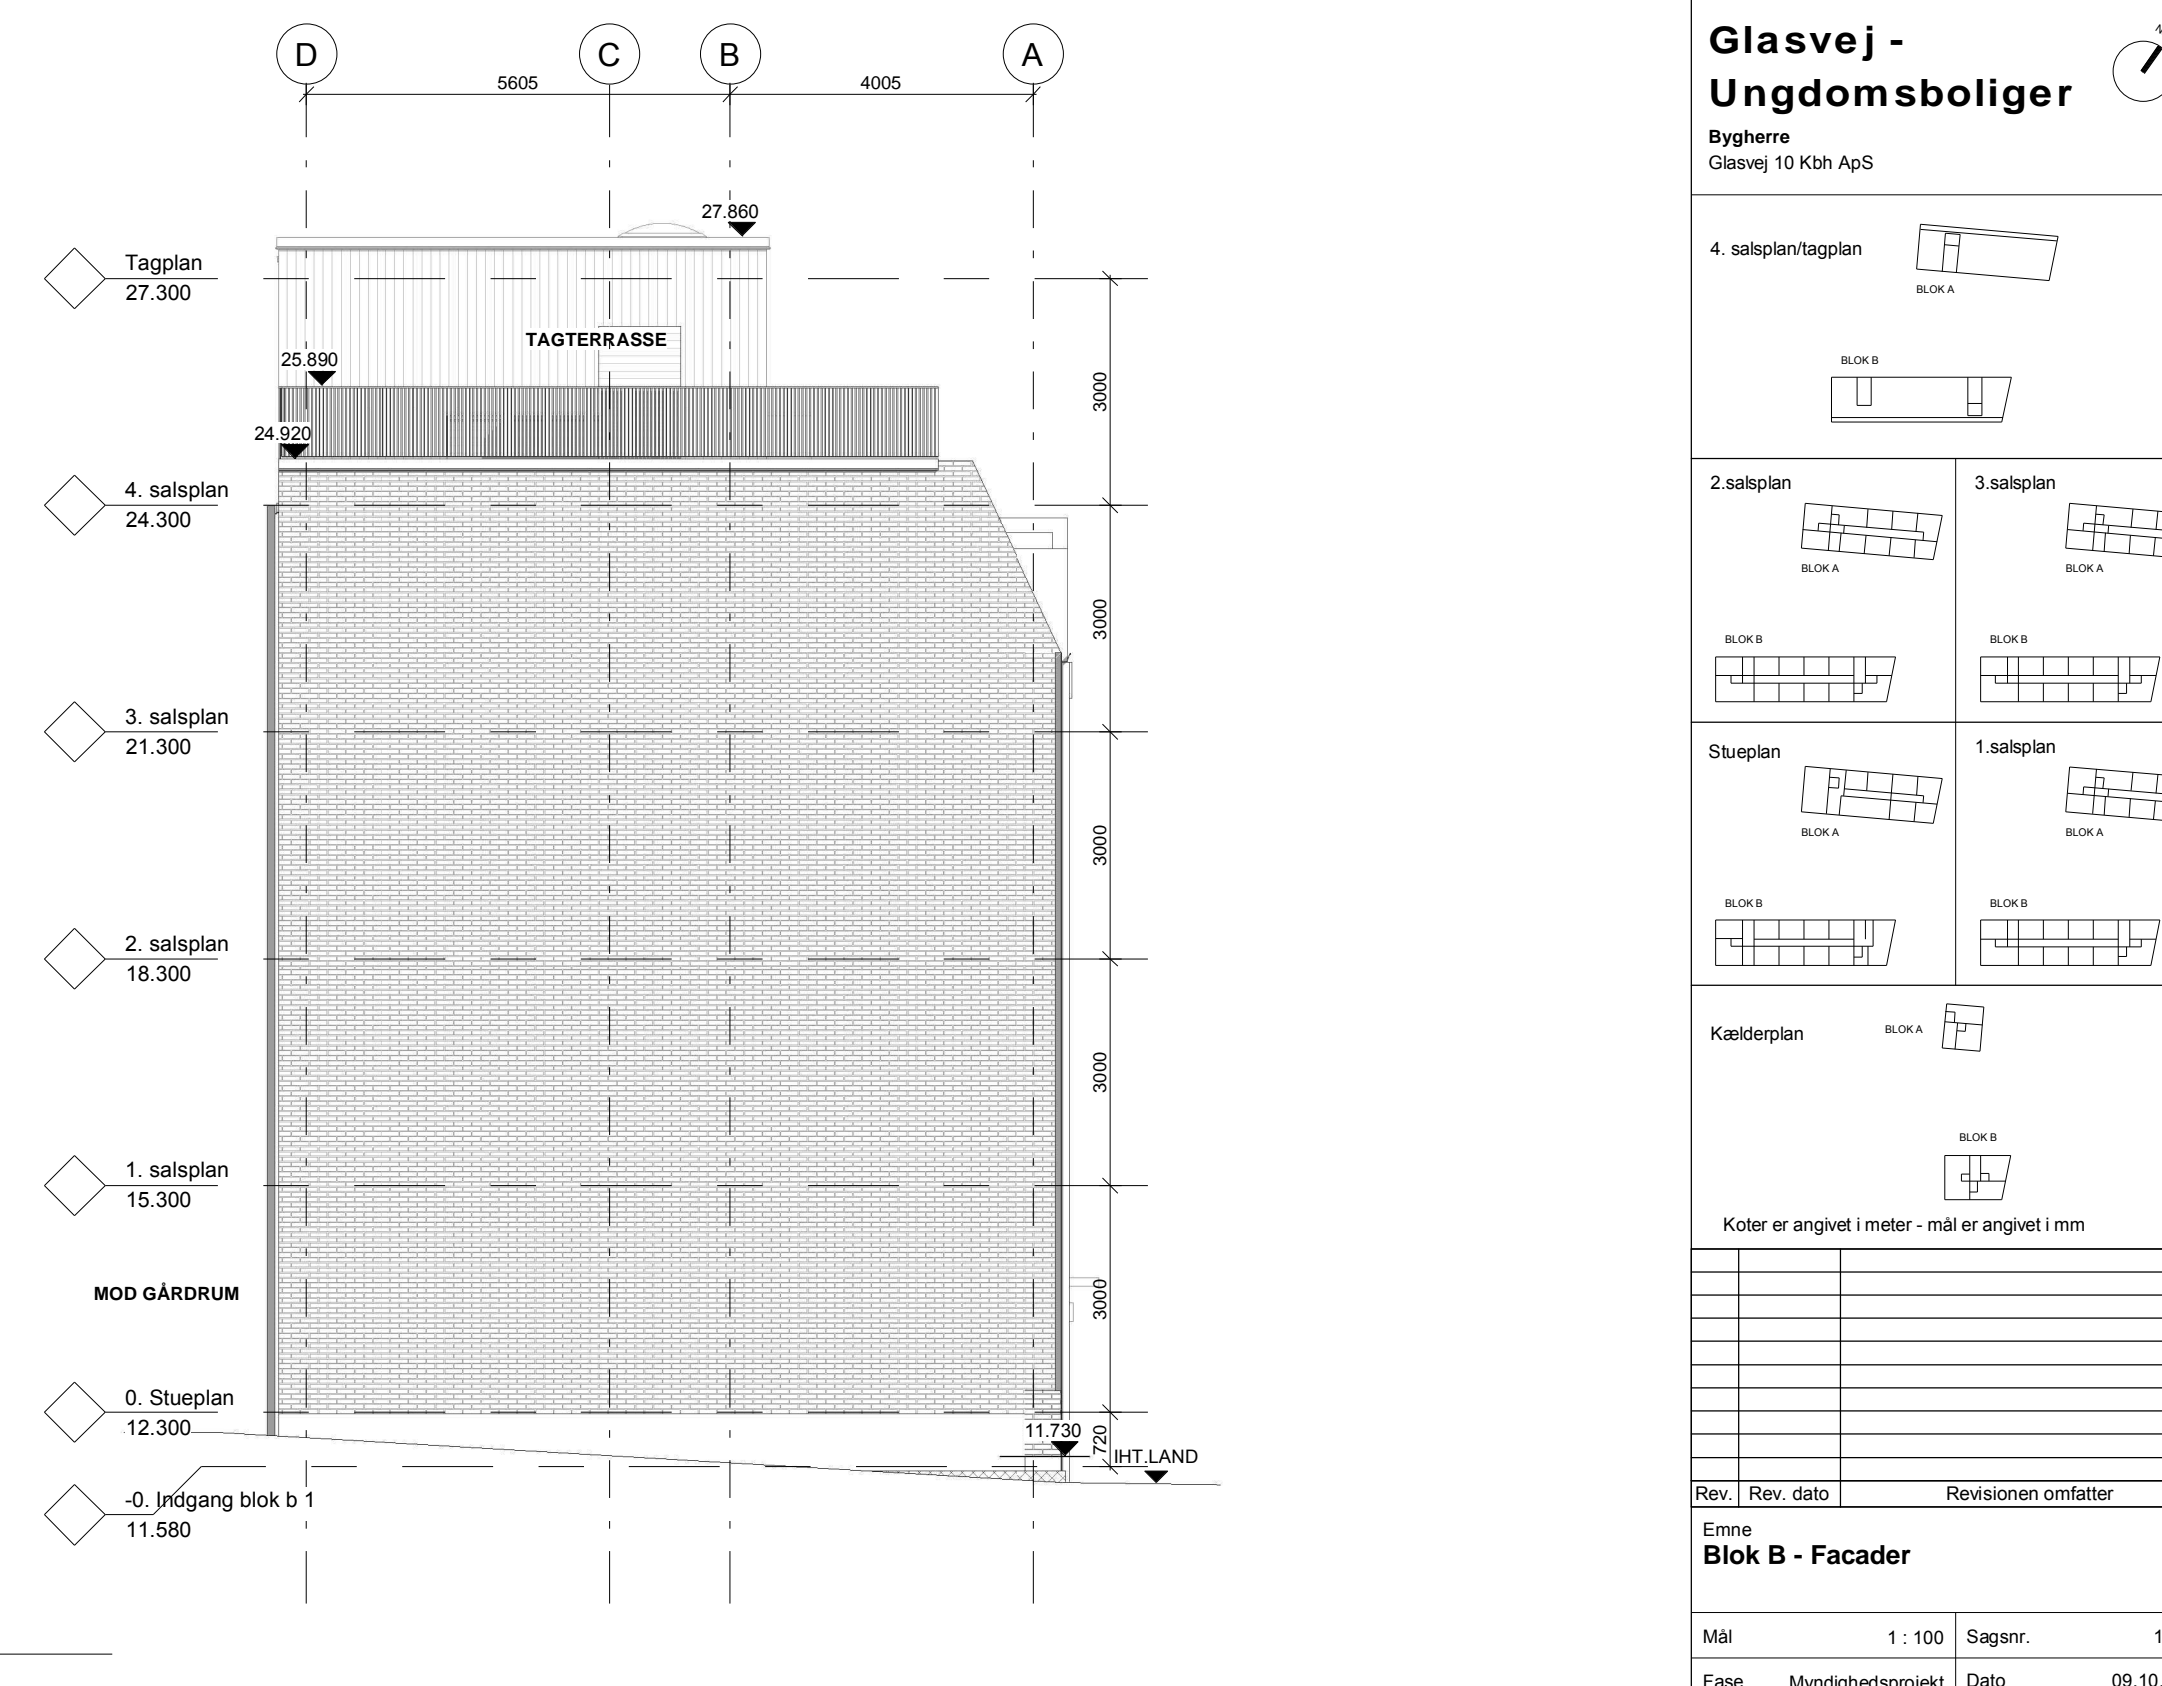 D
C
B
A
5605
4005
27.860
Tagplan
27.300
TAGTERRASSE
25.890
24.920
3000
4. salsplan
24.300
3000
3. salsplan
21.300
3000
2. salsplan
18.300
3000
1. salsplan
15.300
MOD GÅRDRUM
3000
0. Stueplan
12.300
11.730
720
IHT.LAND
-0. Indgang blok b 1
11.580
Glasvej -
Ungdomsboliger
N
Bygherre
Glasvej 10 Kbh ApS
4. salsplan/tagplan
BLOK A
BLOK B
2.salsplan
BLOK A
BLOK B
3.salsplan
BLOK A
BLOK B
Stueplan
BLOK A
BLOK B
1.salsplan
BLOK A
BLOK B
Kælderplan
BLOK A
BLOK B
Koter er angivet i meter - mål er angivet i mm
Rev. Rev. dato Revisionen omfatter
Emne
Blok B - Facader
Mål 1 : 100 Sagsnr. 1
Fase Myndighedsprojekt Dato 09.10.